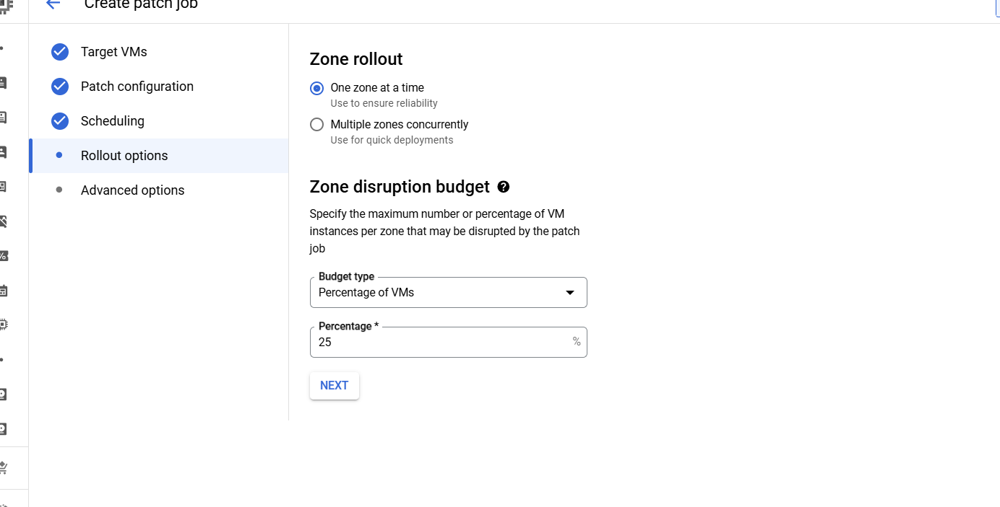 Create patch job
Target VMs
Patch configuration
Scheduling
Rollout options
Advanced options
Zone rollout
One zone at a time
Use to ensure reliability
Multiple zones concurrently
Use for quick deployments
Zone disruption budget
Specify the maximum number or percentage of VM
instances per zone that may be disrupted by the patch
job
Budget type
Percentage of VMs
Percentage *
25 %
NEXT